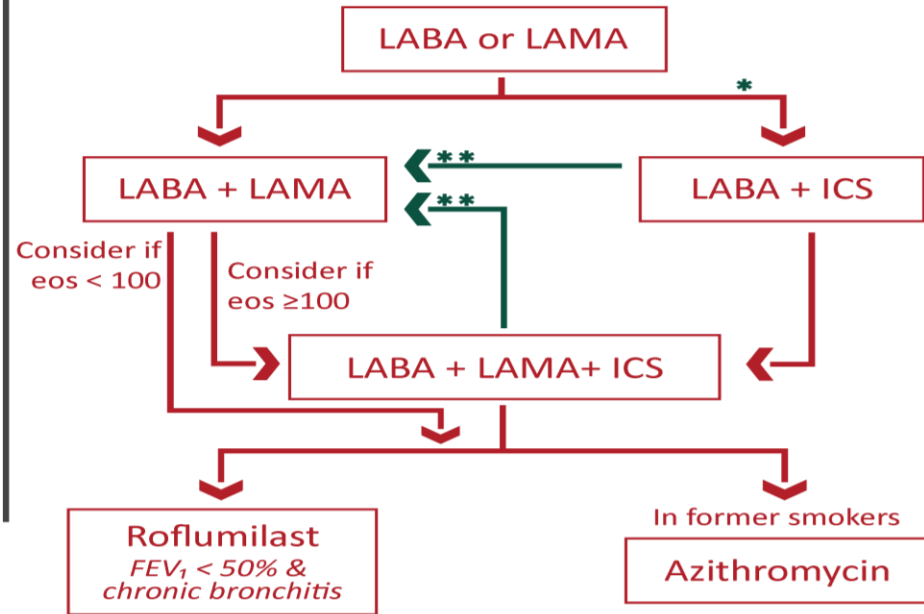 LABA or LAMA
*
**
LABA + LAMA
LABA + ICS
**
Consider if
eos < 100
Consider if
eos ≥100
LABA + LAMA+ ICS
Roflumilast
FEV₁ < 50% &
chronic bronchitis
In former smokers
Azithromycin